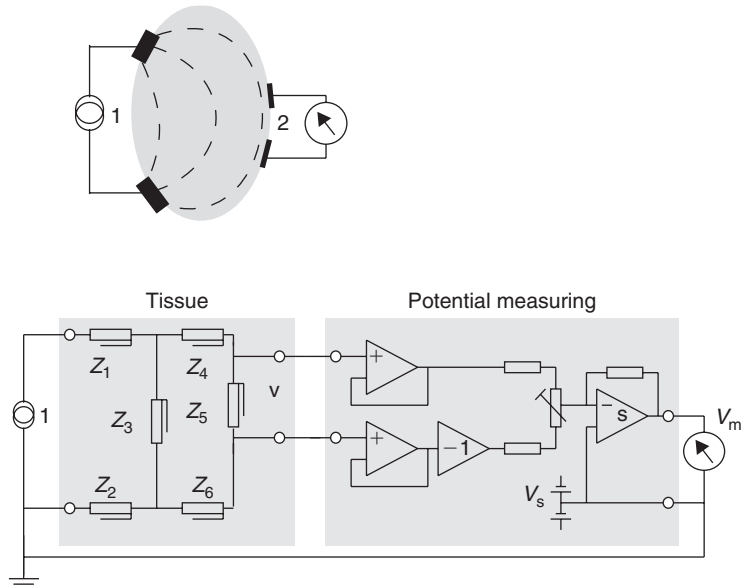 1
2
Tissue
Potential measuring
Z1
Z4
+
v
1
Z3
Z5
− s
Vm
+
−1
Z2
Z6
Vs